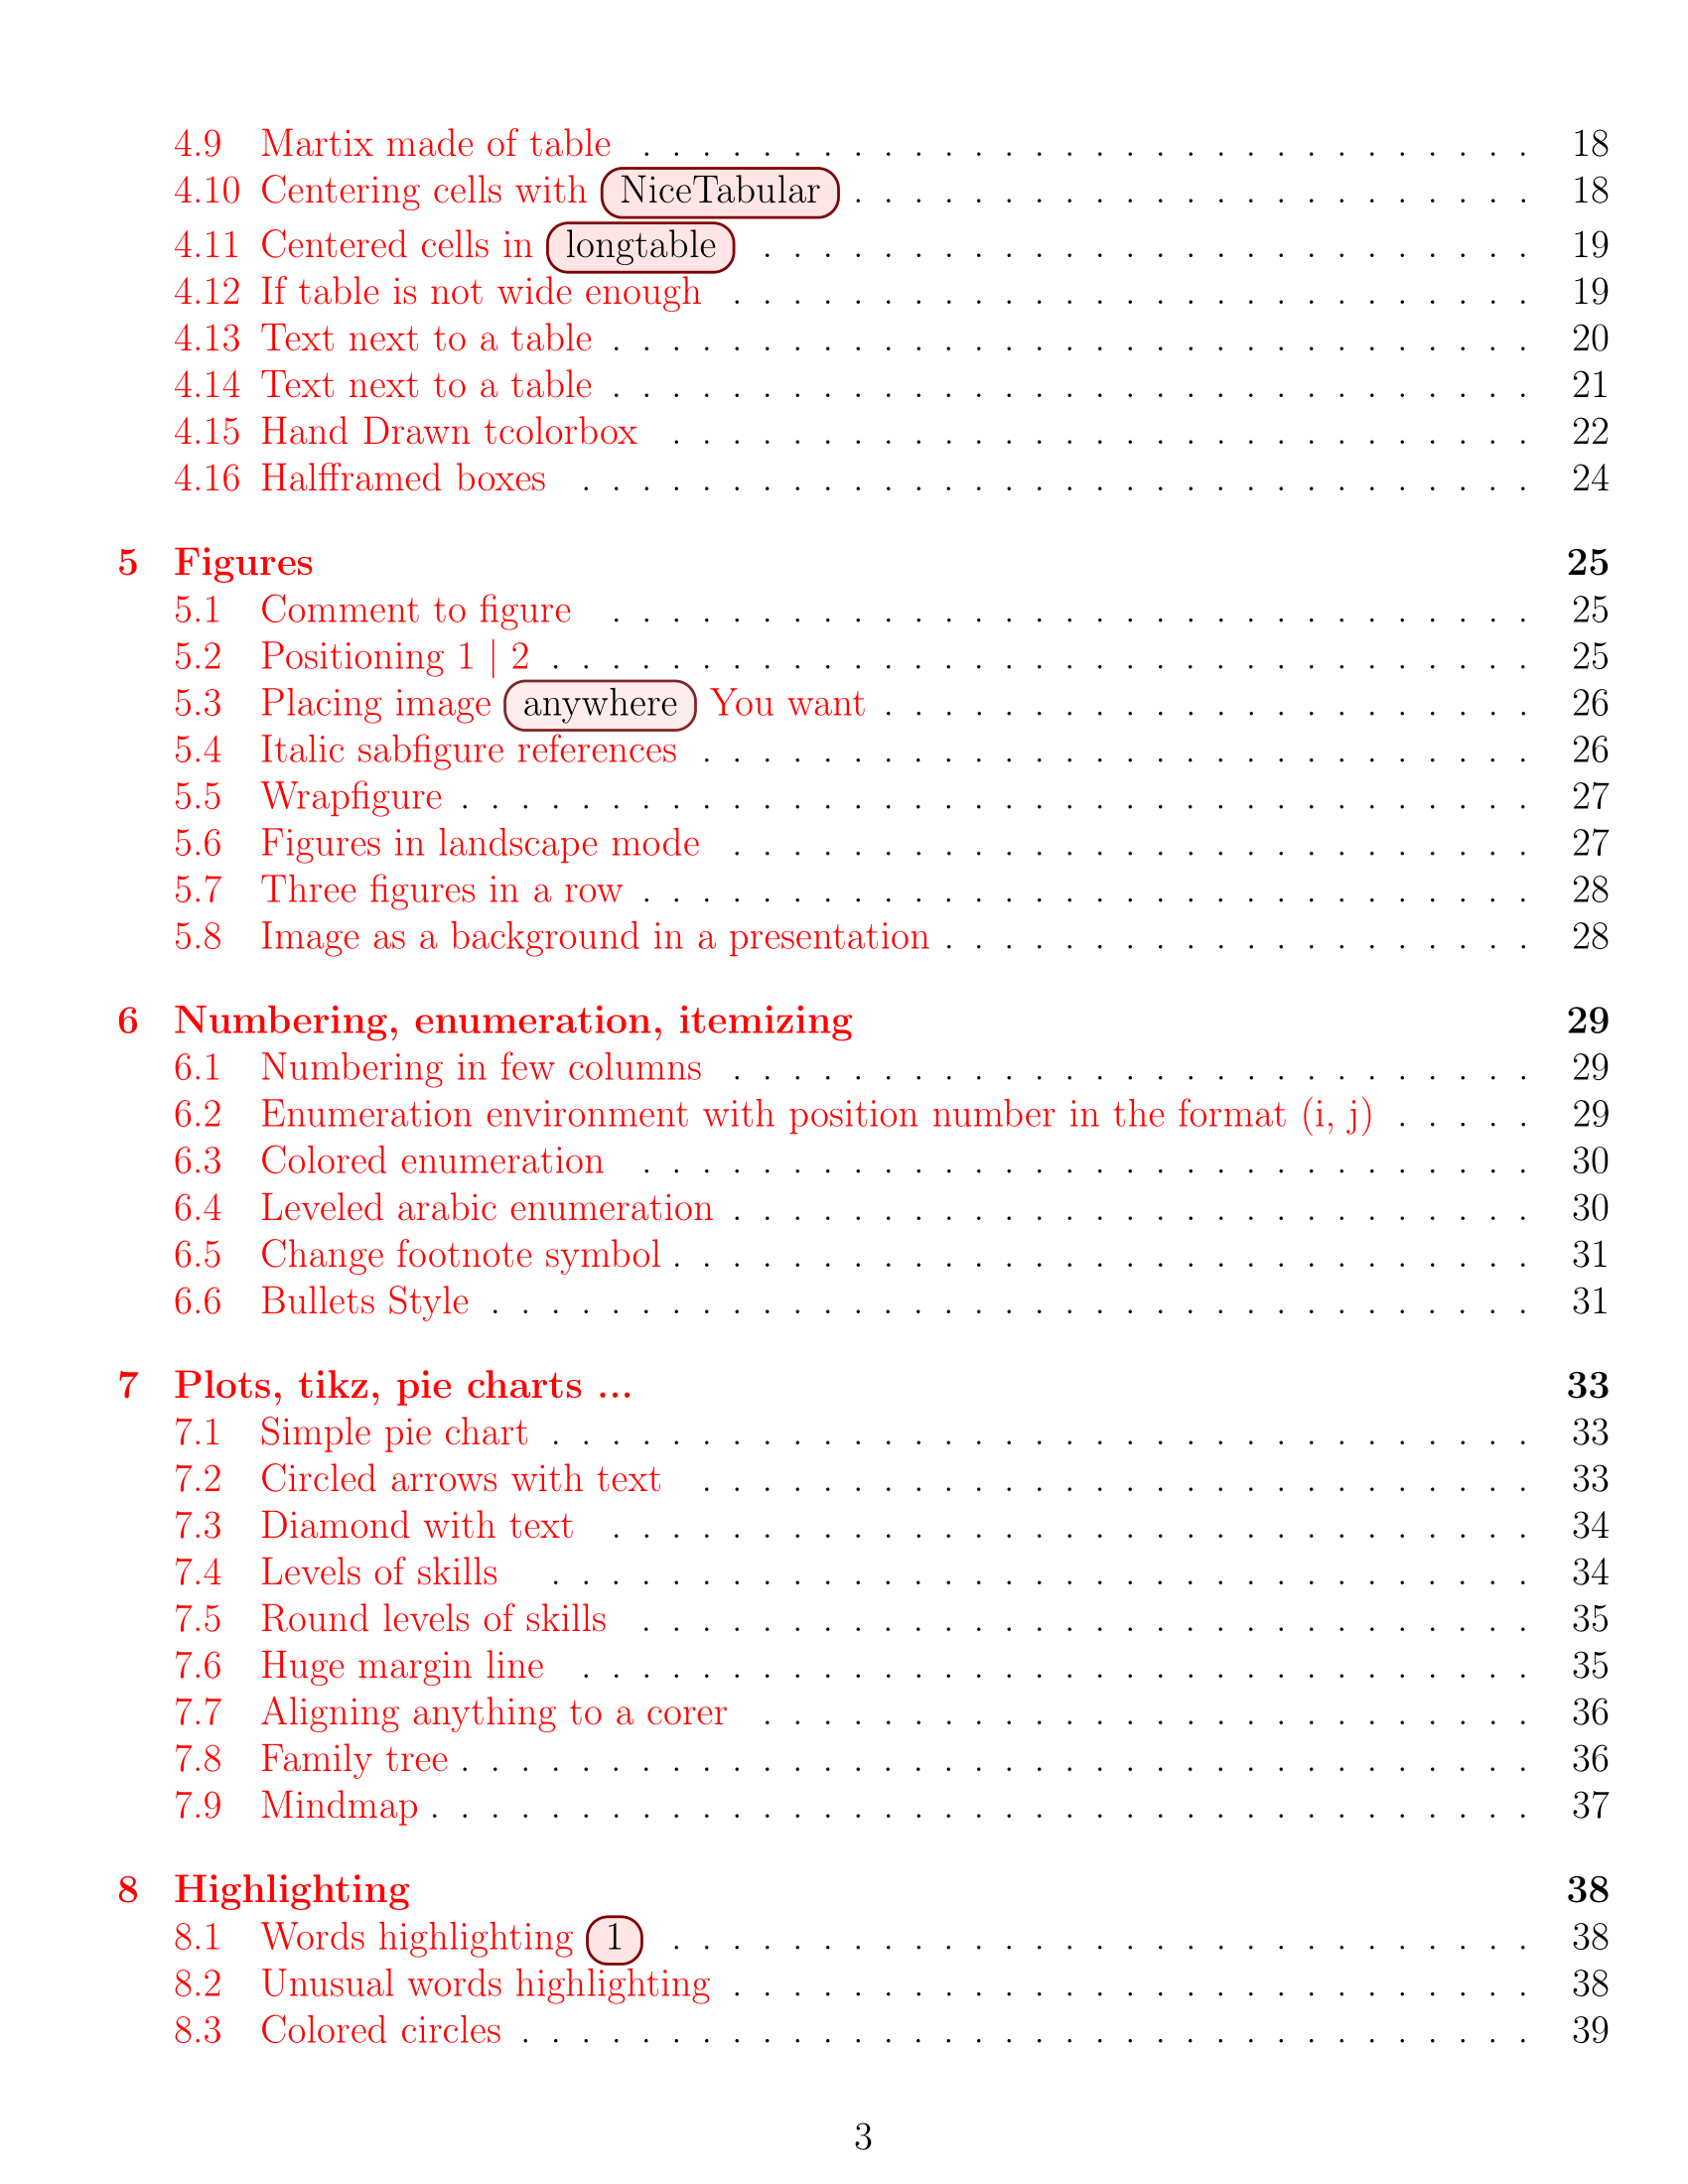 4.9 Martix made of table . . . . . . . . . . . . . . . . . . . . . . . . . . . . . . 18
4.10 Centering cells with NiceTabular . . . . . . . . . . . . . . . . . . . . . . . 18
4.11 Centered cells in longtable . . . . . . . . . . . . . . . . . . . . . . . . . . 19
4.12 If table is not wide enough . . . . . . . . . . . . . . . . . . . . . . . . . . . 19
4.13 Text next to a table . . . . . . . . . . . . . . . . . . . . . . . . . . . . . . . 20
4.14 Text next to a table . . . . . . . . . . . . . . . . . . . . . . . . . . . . . . . 21
4.15 Hand Drawn tcolorbox . . . . . . . . . . . . . . . . . . . . . . . . . . . . . 22
4.16 Halfframed boxes . . . . . . . . . . . . . . . . . . . . . . . . . . . . . . . . 24
5 Figures 25
5.1 Comment to figure . . . . . . . . . . . . . . . . . . . . . . . . . . . . . . . 25
5.2 Positioning 1 | 2 . . . . . . . . . . . . . . . . . . . . . . . . . . . . . . . . . 25
5.3 Placing image anywhere You want . . . . . . . . . . . . . . . . . . . . . . 26
5.4 Italic sabfigure references . . . . . . . . . . . . . . . . . . . . . . . . . . . . 26
5.5 Wrapfigure . . . . . . . . . . . . . . . . . . . . . . . . . . . . . . . . . . . . 27
5.6 Figures in landscape mode . . . . . . . . . . . . . . . . . . . . . . . . . . . 27
5.7 Three figures in a row . . . . . . . . . . . . . . . . . . . . . . . . . . . . . . 28
5.8 Image as a background in a presentation . . . . . . . . . . . . . . . . . . . . 28
6 Numbering, enumeration, itemizing 29
6.1 Numbering in few columns . . . . . . . . . . . . . . . . . . . . . . . . . . . 29
6.2 Enumeration environment with position number in the format (i, j) . . . . . 29
6.3 Colored enumeration . . . . . . . . . . . . . . . . . . . . . . . . . . . . . . 30
6.4 Leveled arabic enumeration . . . . . . . . . . . . . . . . . . . . . . . . . . . 30
6.5 Change footnote symbol . . . . . . . . . . . . . . . . . . . . . . . . . . . . . 31
6.6 Bullets Style . . . . . . . . . . . . . . . . . . . . . . . . . . . . . . . . . . . 31
7 Plots, tikz, pie charts ... 33
7.1 Simple pie chart . . . . . . . . . . . . . . . . . . . . . . . . . . . . . . . . . 33
7.2 Circled arrows with text . . . . . . . . . . . . . . . . . . . . . . . . . . . . 33
7.3 Diamond with text . . . . . . . . . . . . . . . . . . . . . . . . . . . . . . . 34
7.4 Levels of skills . . . . . . . . . . . . . . . . . . . . . . . . . . . . . . . . . 34
7.5 Round levels of skills . . . . . . . . . . . . . . . . . . . . . . . . . . . . . . 35
7.6 Huge margin line . . . . . . . . . . . . . . . . . . . . . . . . . . . . . . . . 35
7.7 Aligning anything to a corer . . . . . . . . . . . . . . . . . . . . . . . . . . 36
7.8 Family tree . . . . . . . . . . . . . . . . . . . . . . . . . . . . . . . . . . . . 36
7.9 Mindmap . . . . . . . . . . . . . . . . . . . . . . . . . . . . . . . . . . . . . 37
8 Highlighting 38
8.1 Words highlighting 1 . . . . . . . . . . . . . . . . . . . . . . . . . . . . . 38
8.2 Unusual words highlighting . . . . . . . . . . . . . . . . . . . . . . . . . . . 38
8.3 Colored circles . . . . . . . . . . . . . . . . . . . . . . . . . . . . . . . . . . 39
3